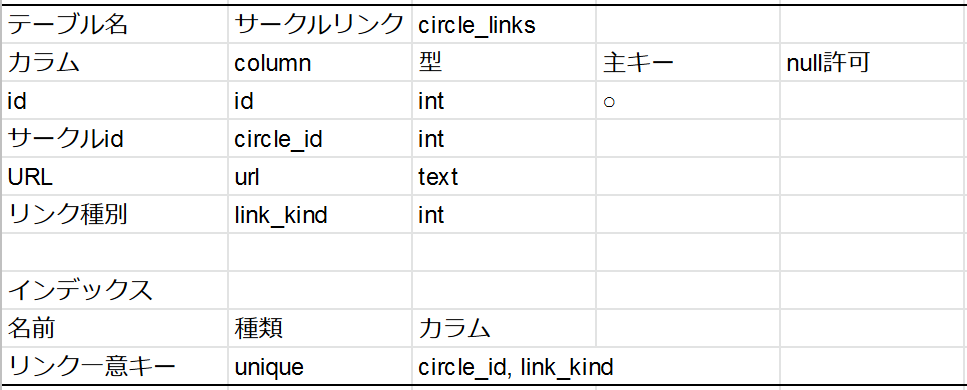 テーブル名 サークルリンク circle_links
カラム column 型 主キー null許可
id id int ○
サークルid circle_id int
URL url text
リンク種別 link_kind int
インデックス
名前 種類 カラム
リンク一意キー unique circle_id, link_kind